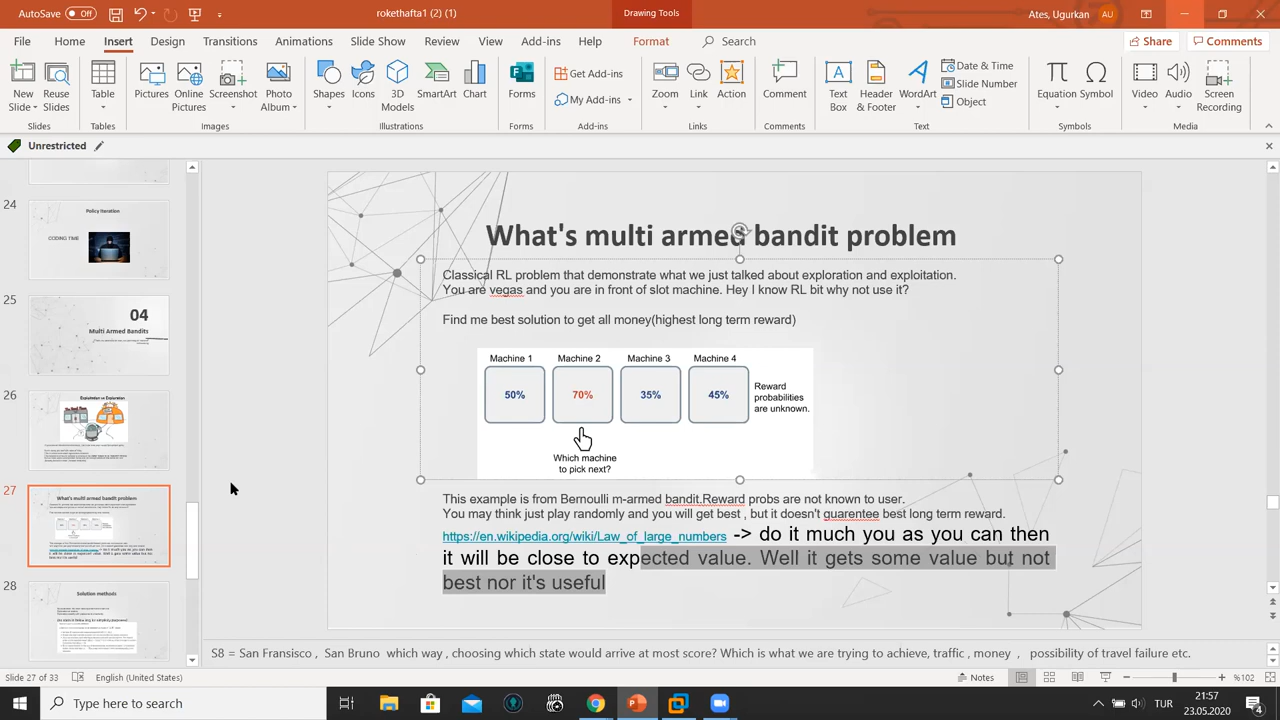 AutoSave Off
rokethafta1 (2) (1)
Drawing Tools
Ates, Ugurkan AU
File Home Insert Design Transitions Animations Slide Show Review View Add-ins Help Format Search
Share Comments
New Slide Reuse Slides Table Pictures Online Pictures Screenshot Photo Album Shapes Icons 3D Models SmartArt Chart Forms
Get Add-ins
My Add-ins
Zoom Link Action Comment Text Box Header & Footer WordArt
Date & Time
Slide Number
Object
Equation Symbol Video Audio Screen Recording
Slides Tables Images Illustrations Forms Add-ins Links Comments Text Symbols Media
Unrestricted
24
Policy Iteration
CODING TIME
25
04
Multi Armed Bandits
26
Exploitation vs Exploration
27
What's multi armed bandit problem
28
Solution methods
What's multi armed bandit problem
Classical RL problem that demonstrate what we just talked about exploration and exploitation.
You are vegas and you are in front of slot machine. Hey I know RL bit why not use it?
Find me best solution to get all money(highest long term reward)
Machine 1 Machine 2 Machine 3 Machine 4
50% 70% 35% 45%
Reward
probabilities
are unknown.
Which machine
to pick next?
This example is from Bernoulli m-armed bandit.Reward probs are not known to user.
You may think just play randomly and you will get best , but it doesn't guarentee best long term reward.
https://en.wikipedia.org/wiki/Law_of_large_numbers -> do it much you as you can then
it will be close to expected value. Well it gets some value but not
best nor it's useful
S8 = San Fransisco , San Bruno which way , choosing which state would arrive at most score? Which is what we are trying to achieve, traffic , money , possibility of travel failure etc.
Slide 27 of 33 English (United States)
Notes
%102
Type here to search
TUR
21:57
23.05.2020
4